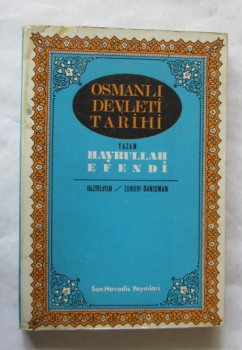 OSMANLI
DEVLETİ
TARİHİ
YAZAN
HAYRULLAH
EFENDİ
HAZIRLAYAN / ZUHURİ DANIŞMAN
Son Havadis Yayınları